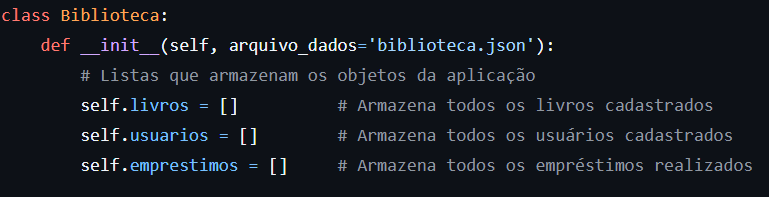 class Biblioteca:
    def __init__(self, arquivo_dados='biblioteca.json'):
        # Listas que armazenam os objetos da aplicação
        self.livros = []          # Armazena todos os livros cadastrados
        self.usuarios = []        # Armazena todos os usuários cadastrados
        self.emprestimos = []     # Armazena todos os empréstimos realizados